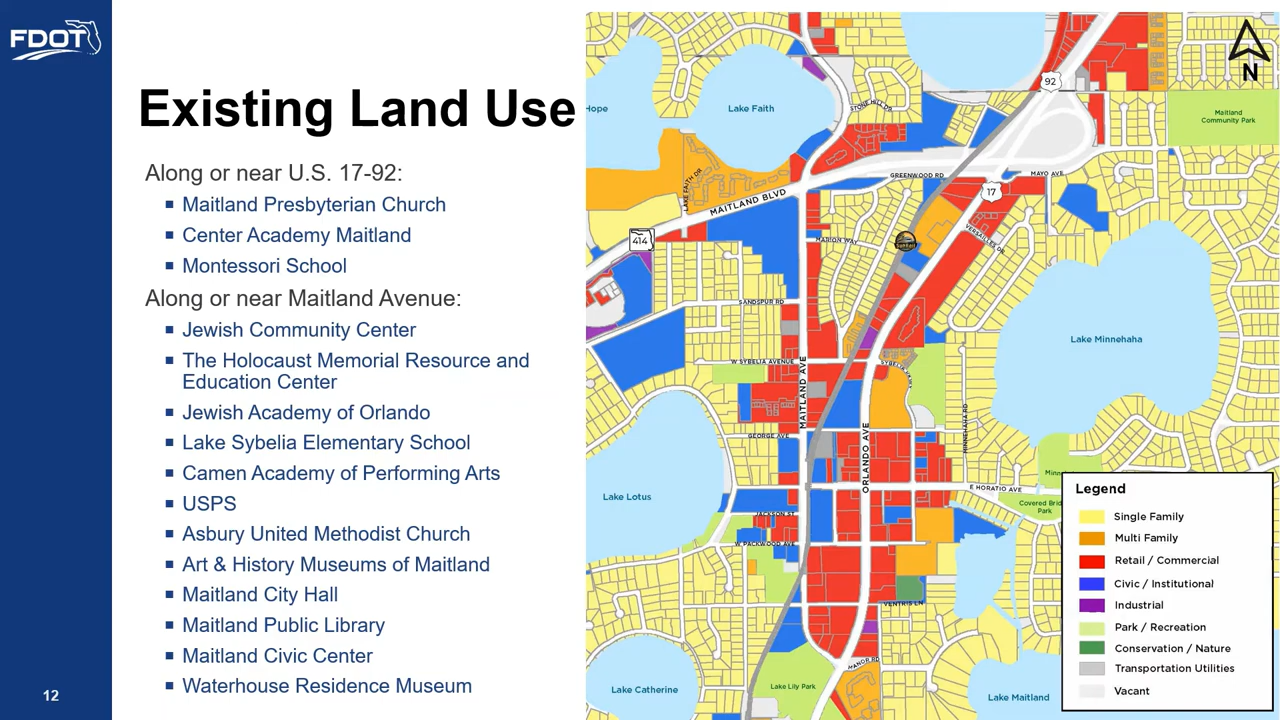 FDOT
Existing Land Use
Along or near U.S. 17-92:
Maitland Presbyterian Church
Center Academy Maitland
Montessori School
Along or near Maitland Avenue:
Jewish Community Center
The Holocaust Memorial Resource and
Education Center
Jewish Academy of Orlando
Lake Sybelia Elementary School
Camen Academy of Performing Arts
USPS
Asbury United Methodist Church
Art & History Museums of Maitland
Maitland City Hall
Maitland Public Library
Maitland Civic Center
Waterhouse Residence Museum
12
N
92
Hope
Lake Faith
STONE HILL DR
Maitland
Community Park
GREENWOOD RD
MAYO AVE
LAKE FAITH DR
MAITLAND BLVD
17
414
MARION WAY
VERSAILLES DR
SANDSPUR RD
Lake Minnehaha
W SYBELIA AVENUE
MAITLAND AVE
MINNEHAHA RD
GEORGE AVE
ORLANDO AVE
E HORATIO AVE
Covered Brid
Park
Lake Lotus
JACKSON ST
W PACKWOOD AVE
VENTRIS LN
MANOR RD
Lake Lily Park
Lake Catherine
Lake Maitland
Legend
Single Family
Multi Family
Retail / Commercial
Civic / Institutional
Industrial
Park / Recreation
Conservation / Nature
Transportation Utilities
Vacant